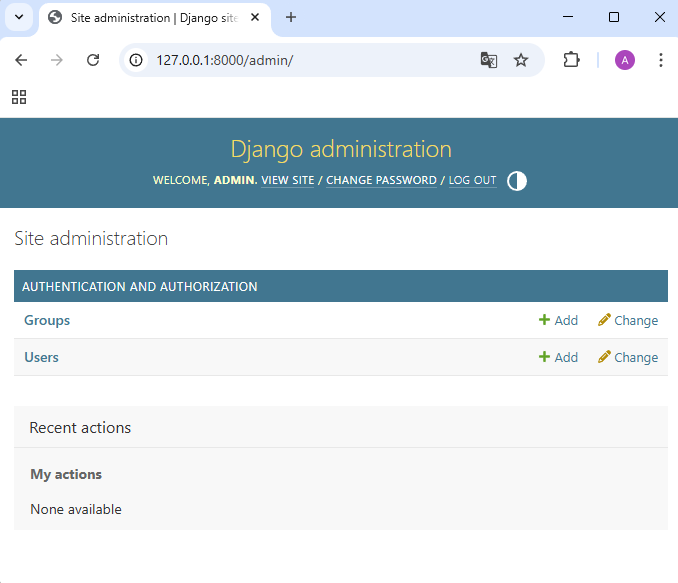 Site administration | Django site
127.0.0.1:8000/admin/
A
Django administration
WELCOME, ADMIN. VIEW SITE / CHANGE PASSWORD / LOG OUT
Site administration
AUTHENTICATION AND AUTHORIZATION
Groups + Add Change
Users + Add Change
Recent actions
My actions
None available